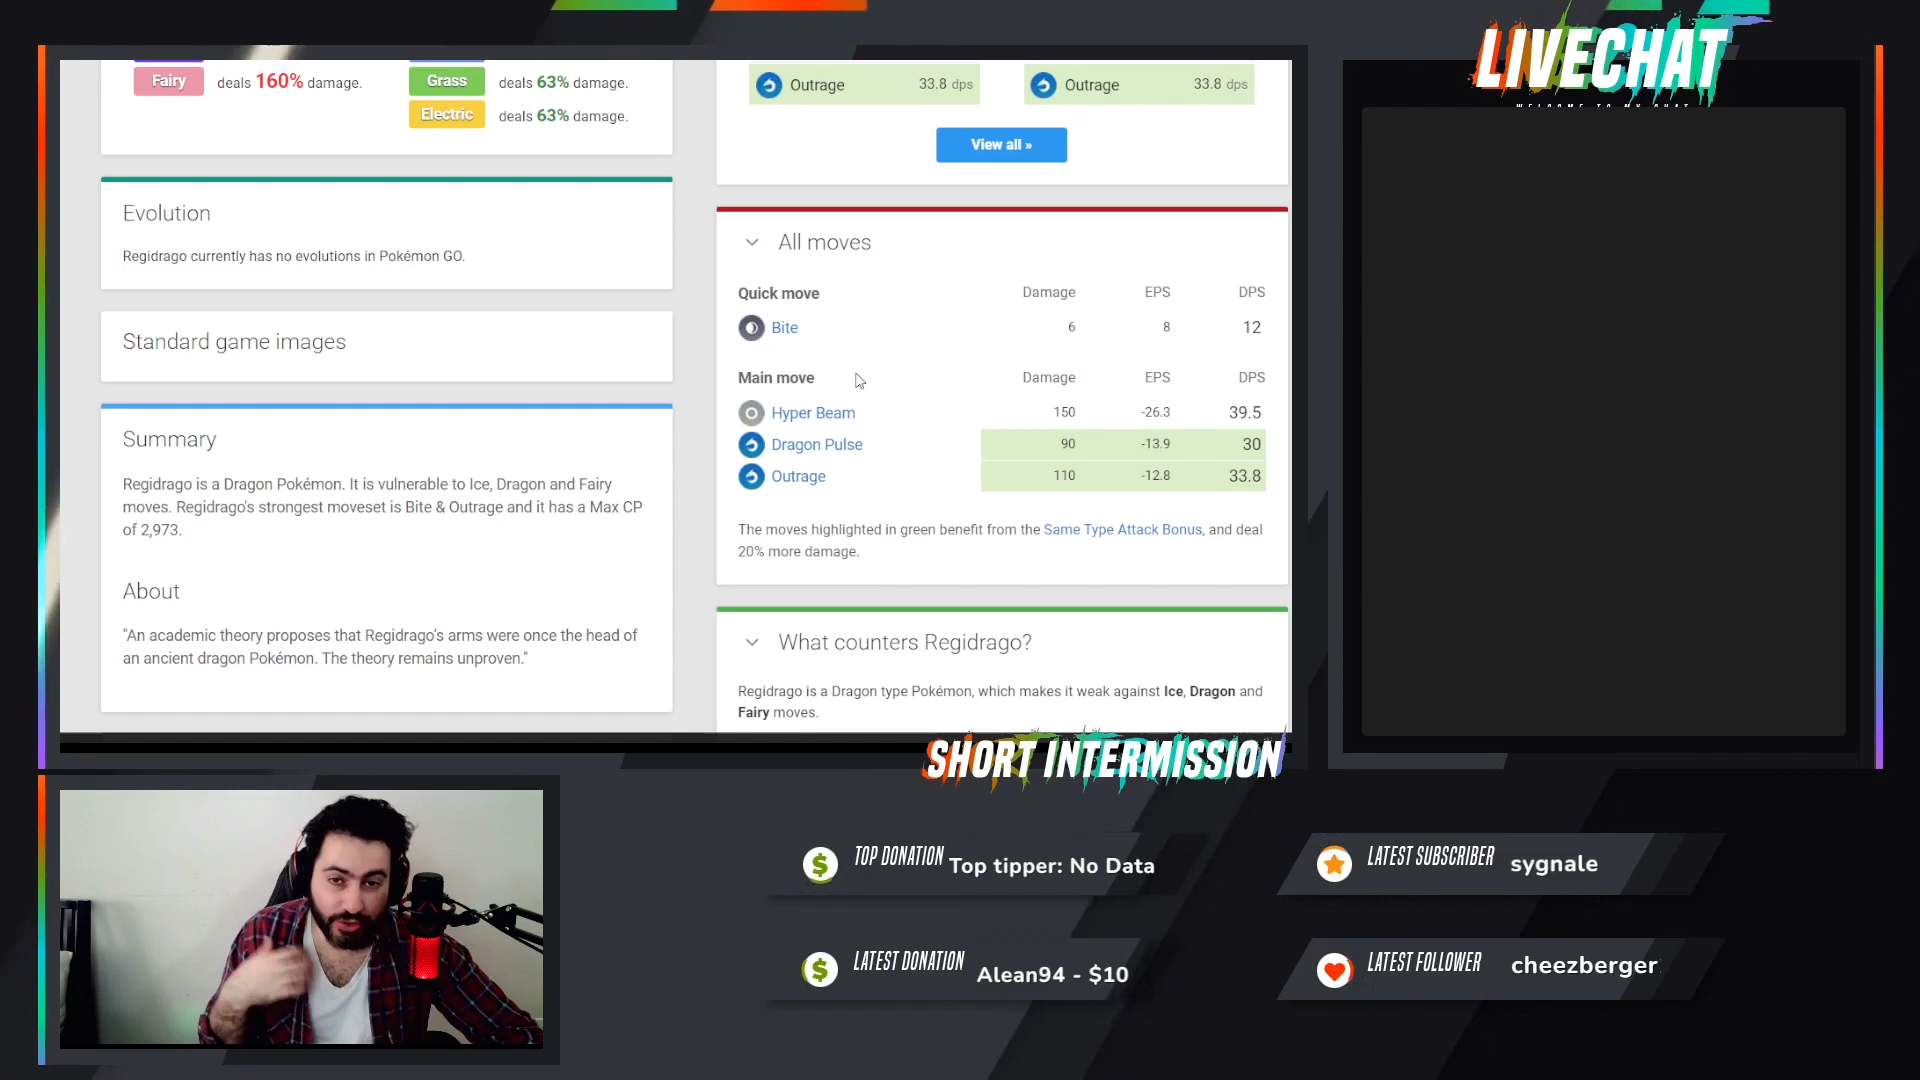 LIVECHAT
WELCOME TO MY CHAT
Fairy deals 160% damage.
Grass deals 63% damage.
Electric deals 63% damage.
Evolution
Regidrago currently has no evolutions in Pokémon GO.
Standard game images
Summary
Regidrago is a Dragon Pokémon. It is vulnerable to Ice, Dragon and Fairy
moves. Regidrago's strongest moveset is Bite & Outrage and it has a Max CP
of 2,973.
About
"An academic theory proposes that Regidrago's arms were once the head of
an ancient dragon Pokémon. The theory remains unproven."
Outrage 33.8 dps
Outrage 33.8 dps
View all »
All moves
Quick move Damage EPS DPS
Bite 6 8 12
Main move Damage EPS DPS
Hyper Beam 150 -26.3 39.5
Dragon Pulse 90 -13.9 30
Outrage 110 -12.8 33.8
The moves highlighted in green benefit from the Same Type Attack Bonus, and deal
20% more damage.
What counters Regidrago?
Regidrago is a Dragon type Pokémon, which makes it weak against Ice, Dragon and
Fairy moves.
SHORT INTERMISSION
TOP DONATION Top tipper: No Data
LATEST SUBSCRIBER sygnale
LATEST DONATION Alean94 - $10
LATEST FOLLOWER cheezberger